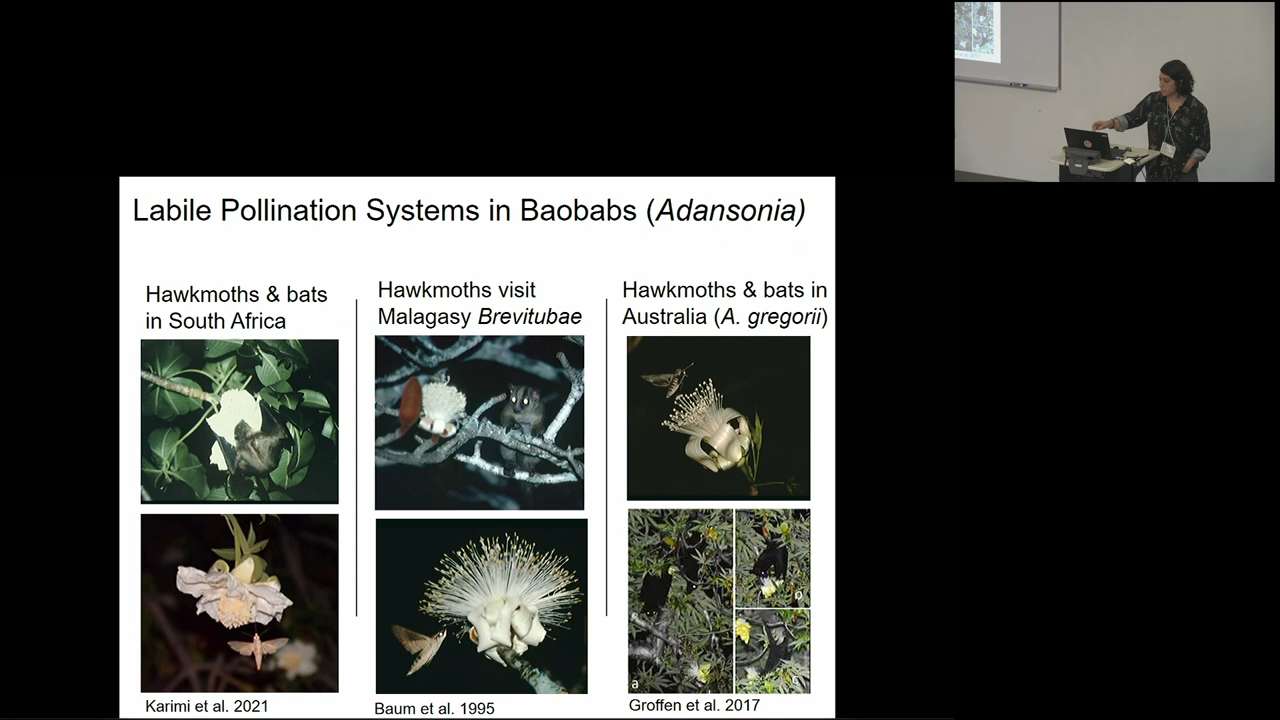 Labile Pollination Systems in Baobabs (Adansonia)
Hawkmoths & bats
in South Africa
Karimi et al. 2021
Hawkmoths visit
Malagasy Brevitubae
Baum et al. 1995
Hawkmoths & bats in
Australia (A. gregorii)
a
Groffen et al. 2017